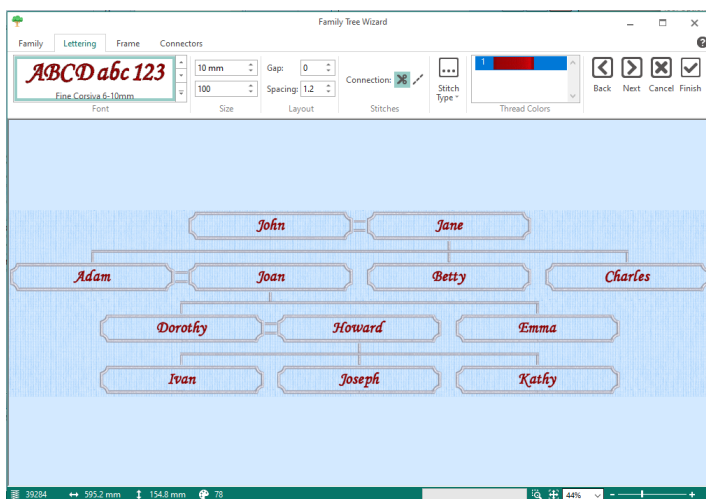 Family Tree Wizard
Family Lettering Frame Connectors
ABCD abc 123
Fine Corsiva 6-10mm
Font
10 mm
100
Size
Gap: 0
Spacing: 1.2
Layout
Connection:
Stitches
Stitch
Type
1
Thread Colors
Back Next Cancel Finish
John Jane
Adam Joan Betty Charles
Dorothy Howard Emma
Ivan Joseph Kathy
39284 595.2 mm 154.8 mm 78 44%